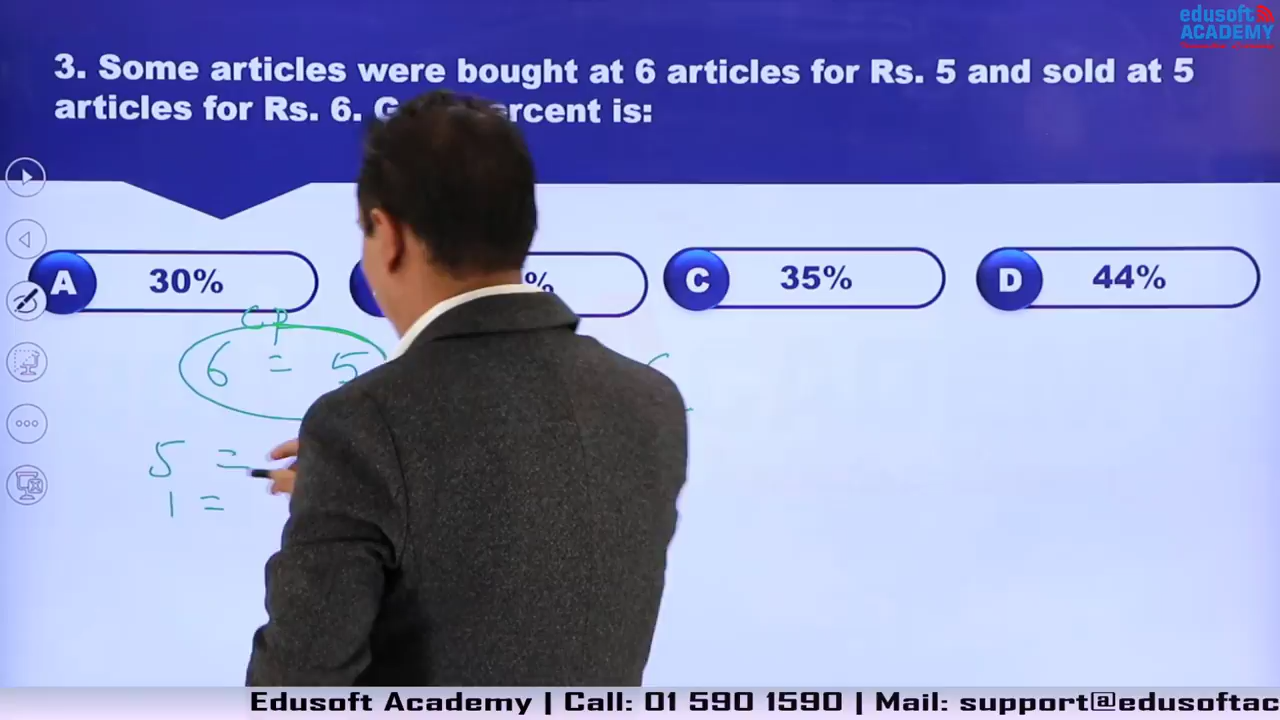 edusoft
ACADEMY
3. Some articles were bought at 6 articles for Rs. 5 and sold at 5
articles for Rs. 6. is:
A 30%
%
C 35%
D 44%
C.P
6 = 5
6
5 =
1 =
Edusoft Academy | Call: 01 590 1590 | Mail: support@edusoftac